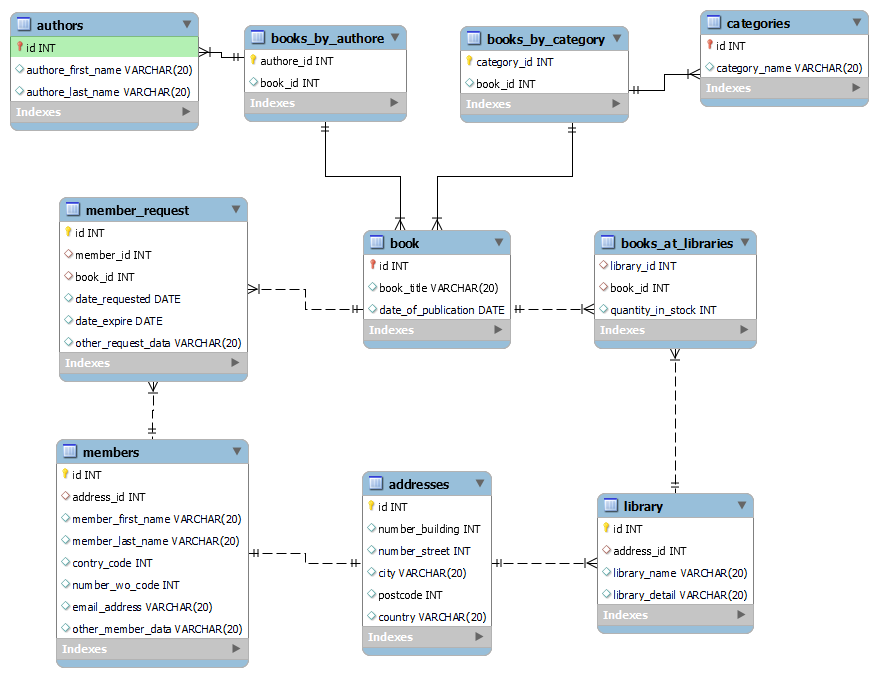 authors
id INT
authore_first_name VARCHAR(20)
authore_last_name VARCHAR(20)
Indexes
books_by_authore
authore_id INT
book_id INT
Indexes
books_by_category
category_id INT
book_id INT
Indexes
categories
id INT
category_name VARCHAR(20)
Indexes
member_request
id INT
member_id INT
book_id INT
date_requested DATE
date_expire DATE
other_request_data VARCHAR(20)
Indexes
book
id INT
book_title VARCHAR(20)
date_of_publication DATE
Indexes
books_at_libraries
library_id INT
book_id INT
quantity_in_stock INT
Indexes
members
id INT
address_id INT
member_first_name VARCHAR(20)
member_last_name VARCHAR(20)
contry_code INT
number_wo_code INT
email_address VARCHAR(20)
other_member_data VARCHAR(20)
Indexes
addresses
id INT
number_building INT
number_street INT
city VARCHAR(20)
postcode INT
country VARCHAR(20)
Indexes
library
id INT
address_id INT
library_name VARCHAR(20)
library_detail VARCHAR(20)
Indexes